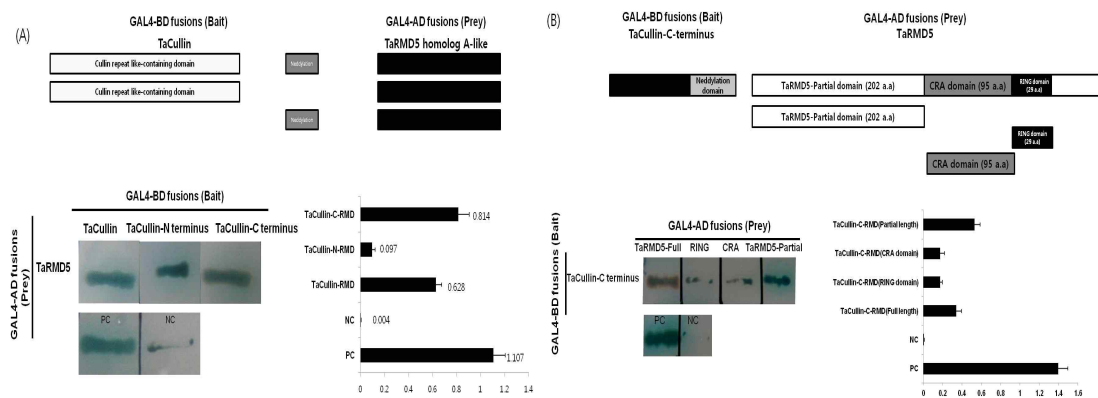 (A)
GAL4-BD fusions (Bait)
TaCullin
GAL4-AD fusions (Prey)
TaRMD5 homolog A-like
Cullin repeat like-containing domain
Neddylation
Cullin repeat like-containing domain
Neddylation
GAL4-BD fusions (Bait)
TaCullin
TaCullin-N terminus
TaCullin-C terminus
GAL4-AD fusions
(Prey)
TaRMD5
PC
NC
TaCullin-C-RMD
0.814
TaCullin-N-RMD
0.097
TaCullin-RMD
0.628
NC
0.004
PC
1.107
0 0.2 0.4 0.6 0.8 1 1.2 1.4
(B)
GAL4-BD fusions (Bait)
TaCullin-C-terminus
GAL4-AD fusions (Prey)
TaRMD5
Neddylation
domain
TaRMD5-Partial domain (202 a.a)
CRA domain (95 a.a)
RING domain
(29 a.a)
TaRMD5-Partial domain (202 a.a)
RING domain
(29 a.a)
CRA domain (95 a.a)
GAL4-AD fusions (Prey)
TaRMD5-Full
RING
CRA
TaRMD5-Partial
GAL4-BD fusions (Bait)
TaCullin-C terminus
PC
NC
TaCullin-C-RMD(Partial length)
TaCullin-C-RMD(CRA domain)
TaCullin-C-RMD(RING domain)
TaCullin-C-RMD(Full length)
NC
PC
0 0.2 0.4 0.6 0.8 1 1.2 1.4 1.6